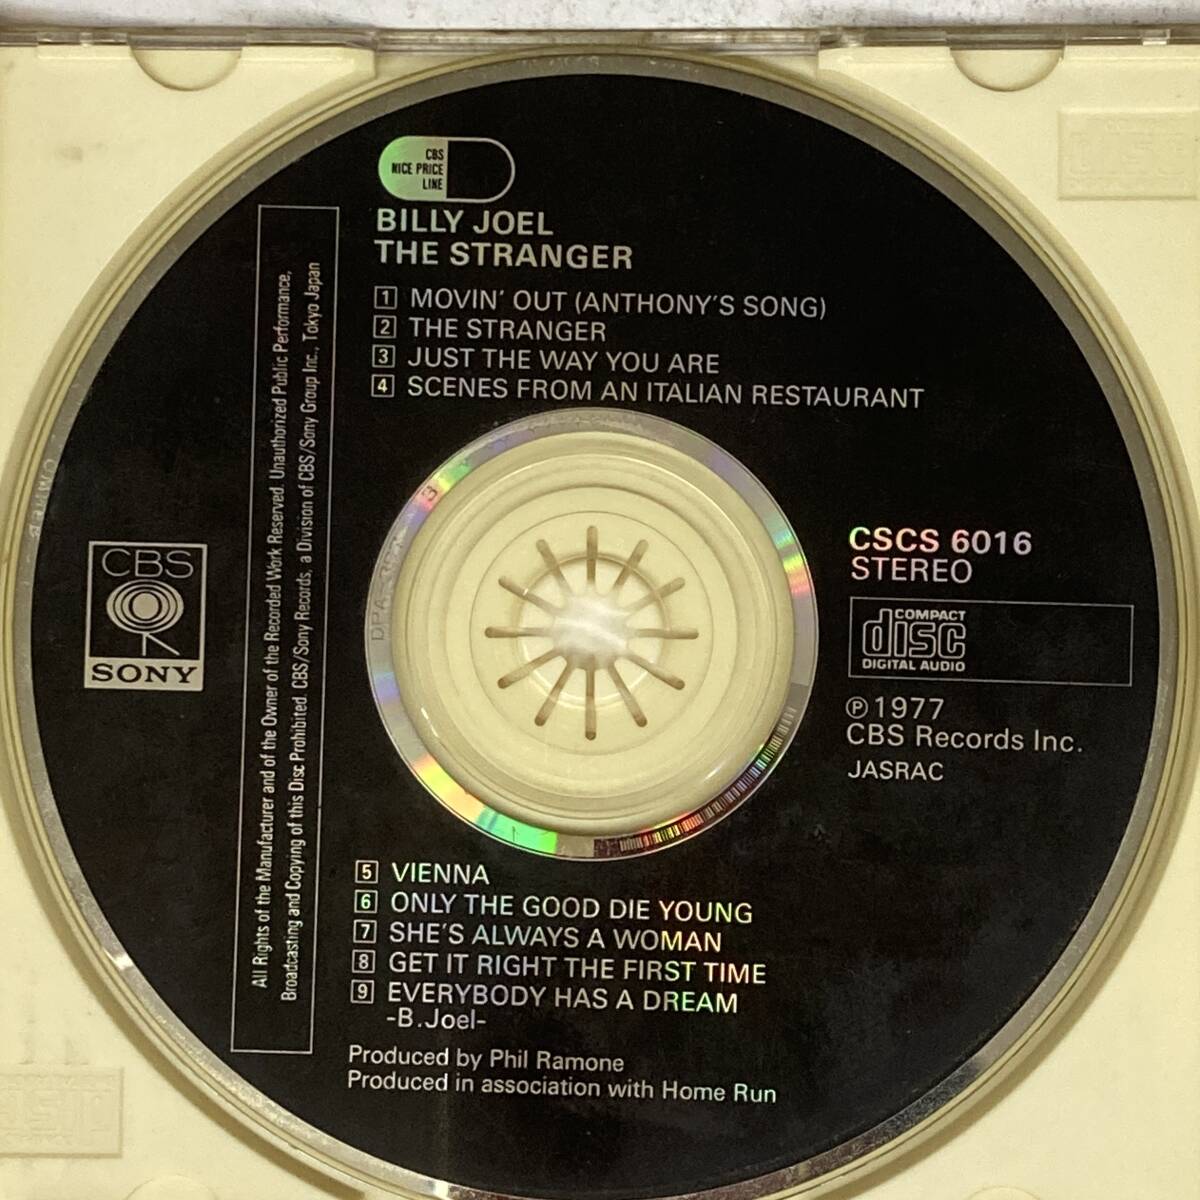 CBS
NICE PRICE
LINE
BILLY JOEL
THE STRANGER
1 MOVIN' OUT (ANTHONY'S SONG)
2 THE STRANGER
3 JUST THE WAY YOU ARE
4 SCENES FROM AN ITALIAN RESTAURANT
All Rights of the Manufacturer and of the Owner of the Recorded Work Reserved. Unauthorized Public Performance,
Broadcasting and Copying of this Disc Prohibited. CBS/Sony Records, a Division of CBS/Sony Group Inc., Tokyo Japan
CBS
SONY
CSCS 6016
STEREO
COMPACT
disc
DIGITAL AUDIO
℗ 1977
CBS Records Inc.
JASRAC
5 VIENNA
6 ONLY THE GOOD DIE YOUNG
7 SHE'S ALWAYS A WOMAN
8 GET IT RIGHT THE FIRST TIME
9 EVERYBODY HAS A DREAM
-B.Joel-
Produced by Phil Ramone
Produced in association with Home Run